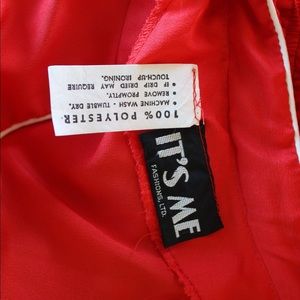 100% POLYESTER
• MACHINE WASH - TUMBLE DRY.
• REMOVE PROMPTLY.
• IF DRIP DRIED MAY REQUIRE
TOUCH-UP IRONING.
IT'S ME
FASHIONS, LTD.